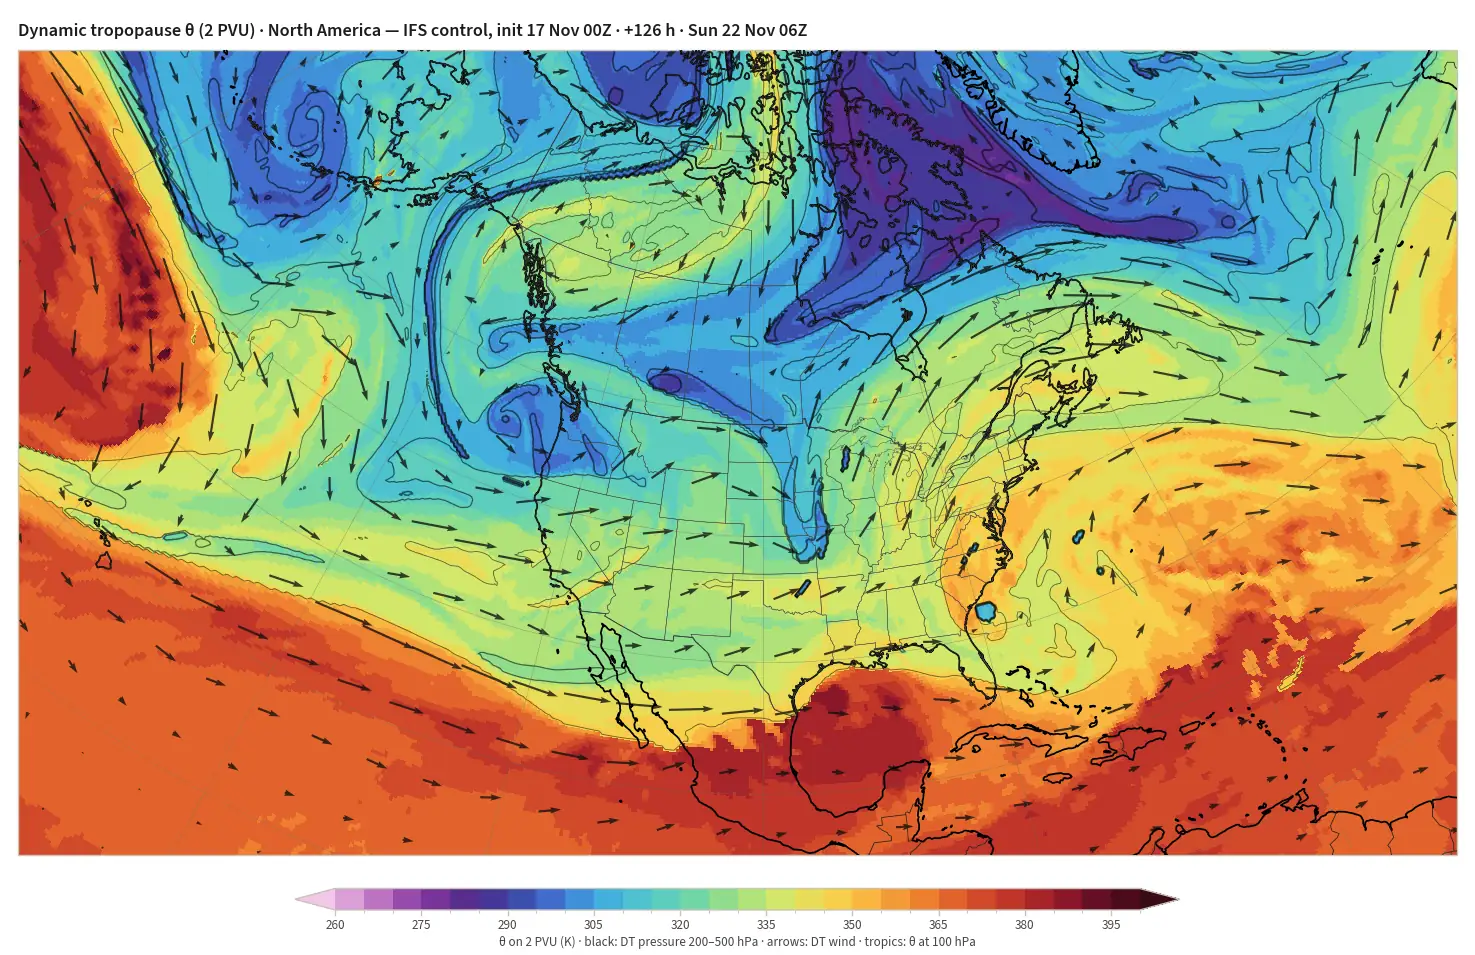 Dynamic tropopause θ (2 PVU) · North America — IFS control, init 17 Nov 00Z · +126 h · Sun 22 Nov 06Z
260 275 290 305 320 335 350 365 380 395
θ on 2 PVU (K) · black: DT pressure 200–500 hPa · arrows: DT wind · tropics: θ at 100 hPa